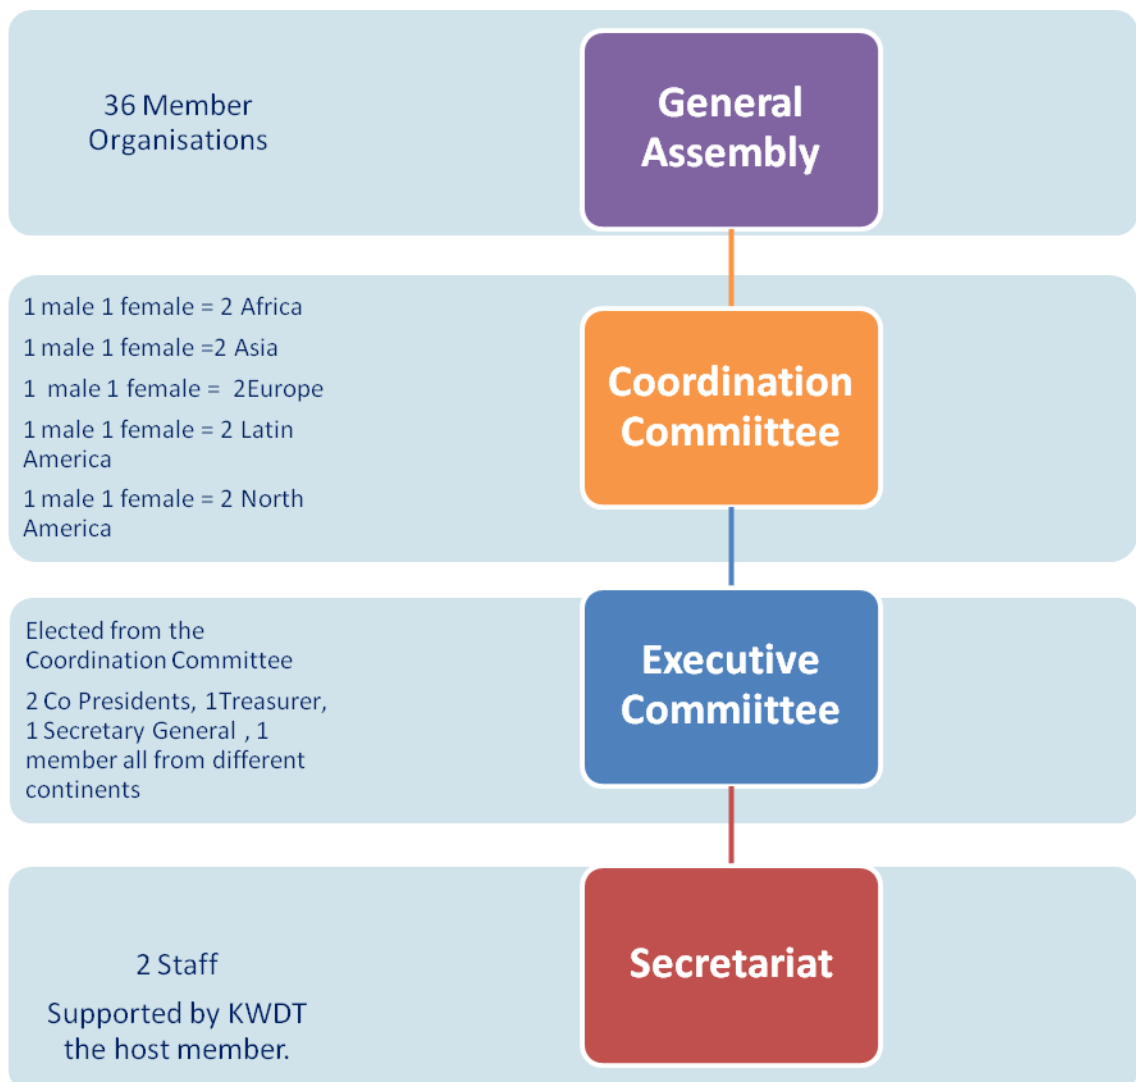 36 Member
Organisations
General
Assembly
1 male 1 female = 2 Africa
1 male 1 female =2 Asia
1 male 1 female = 2Europe
1 male 1 female = 2 Latin
America
1 male 1 female = 2 North
America
Coordination
Commiittee
Elected from the
Coordination Committee
2 Co Presidents, 1Treasurer,
1 Secretary General , 1
member all from different
continents
Executive
Commiittee
2 Staff
Supported by KWDT
the host member.
Secretariat